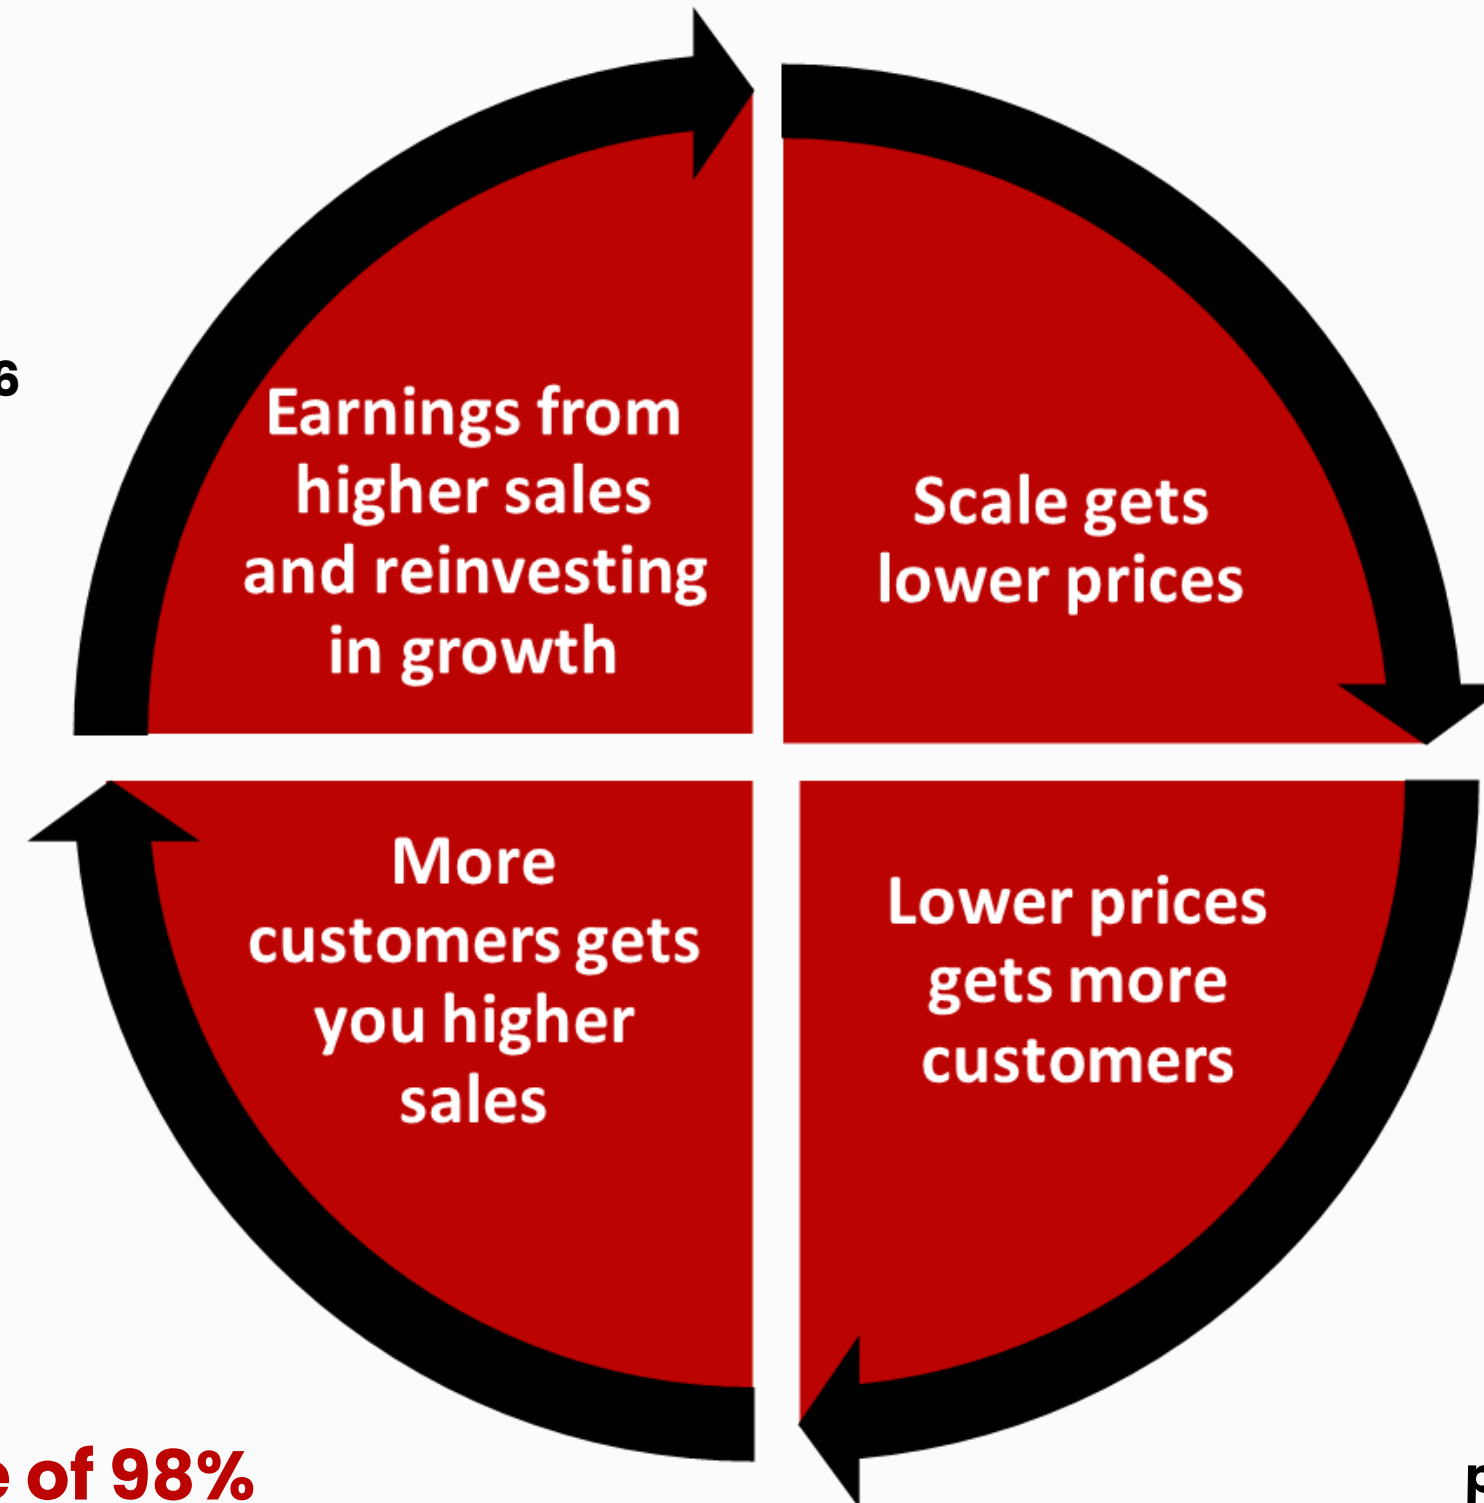 6
Earnings from
higher sales
and reinvesting
in growth
Scale gets
lower prices
More
customers gets
you higher
sales
Lower prices
gets more
customers
of 98%